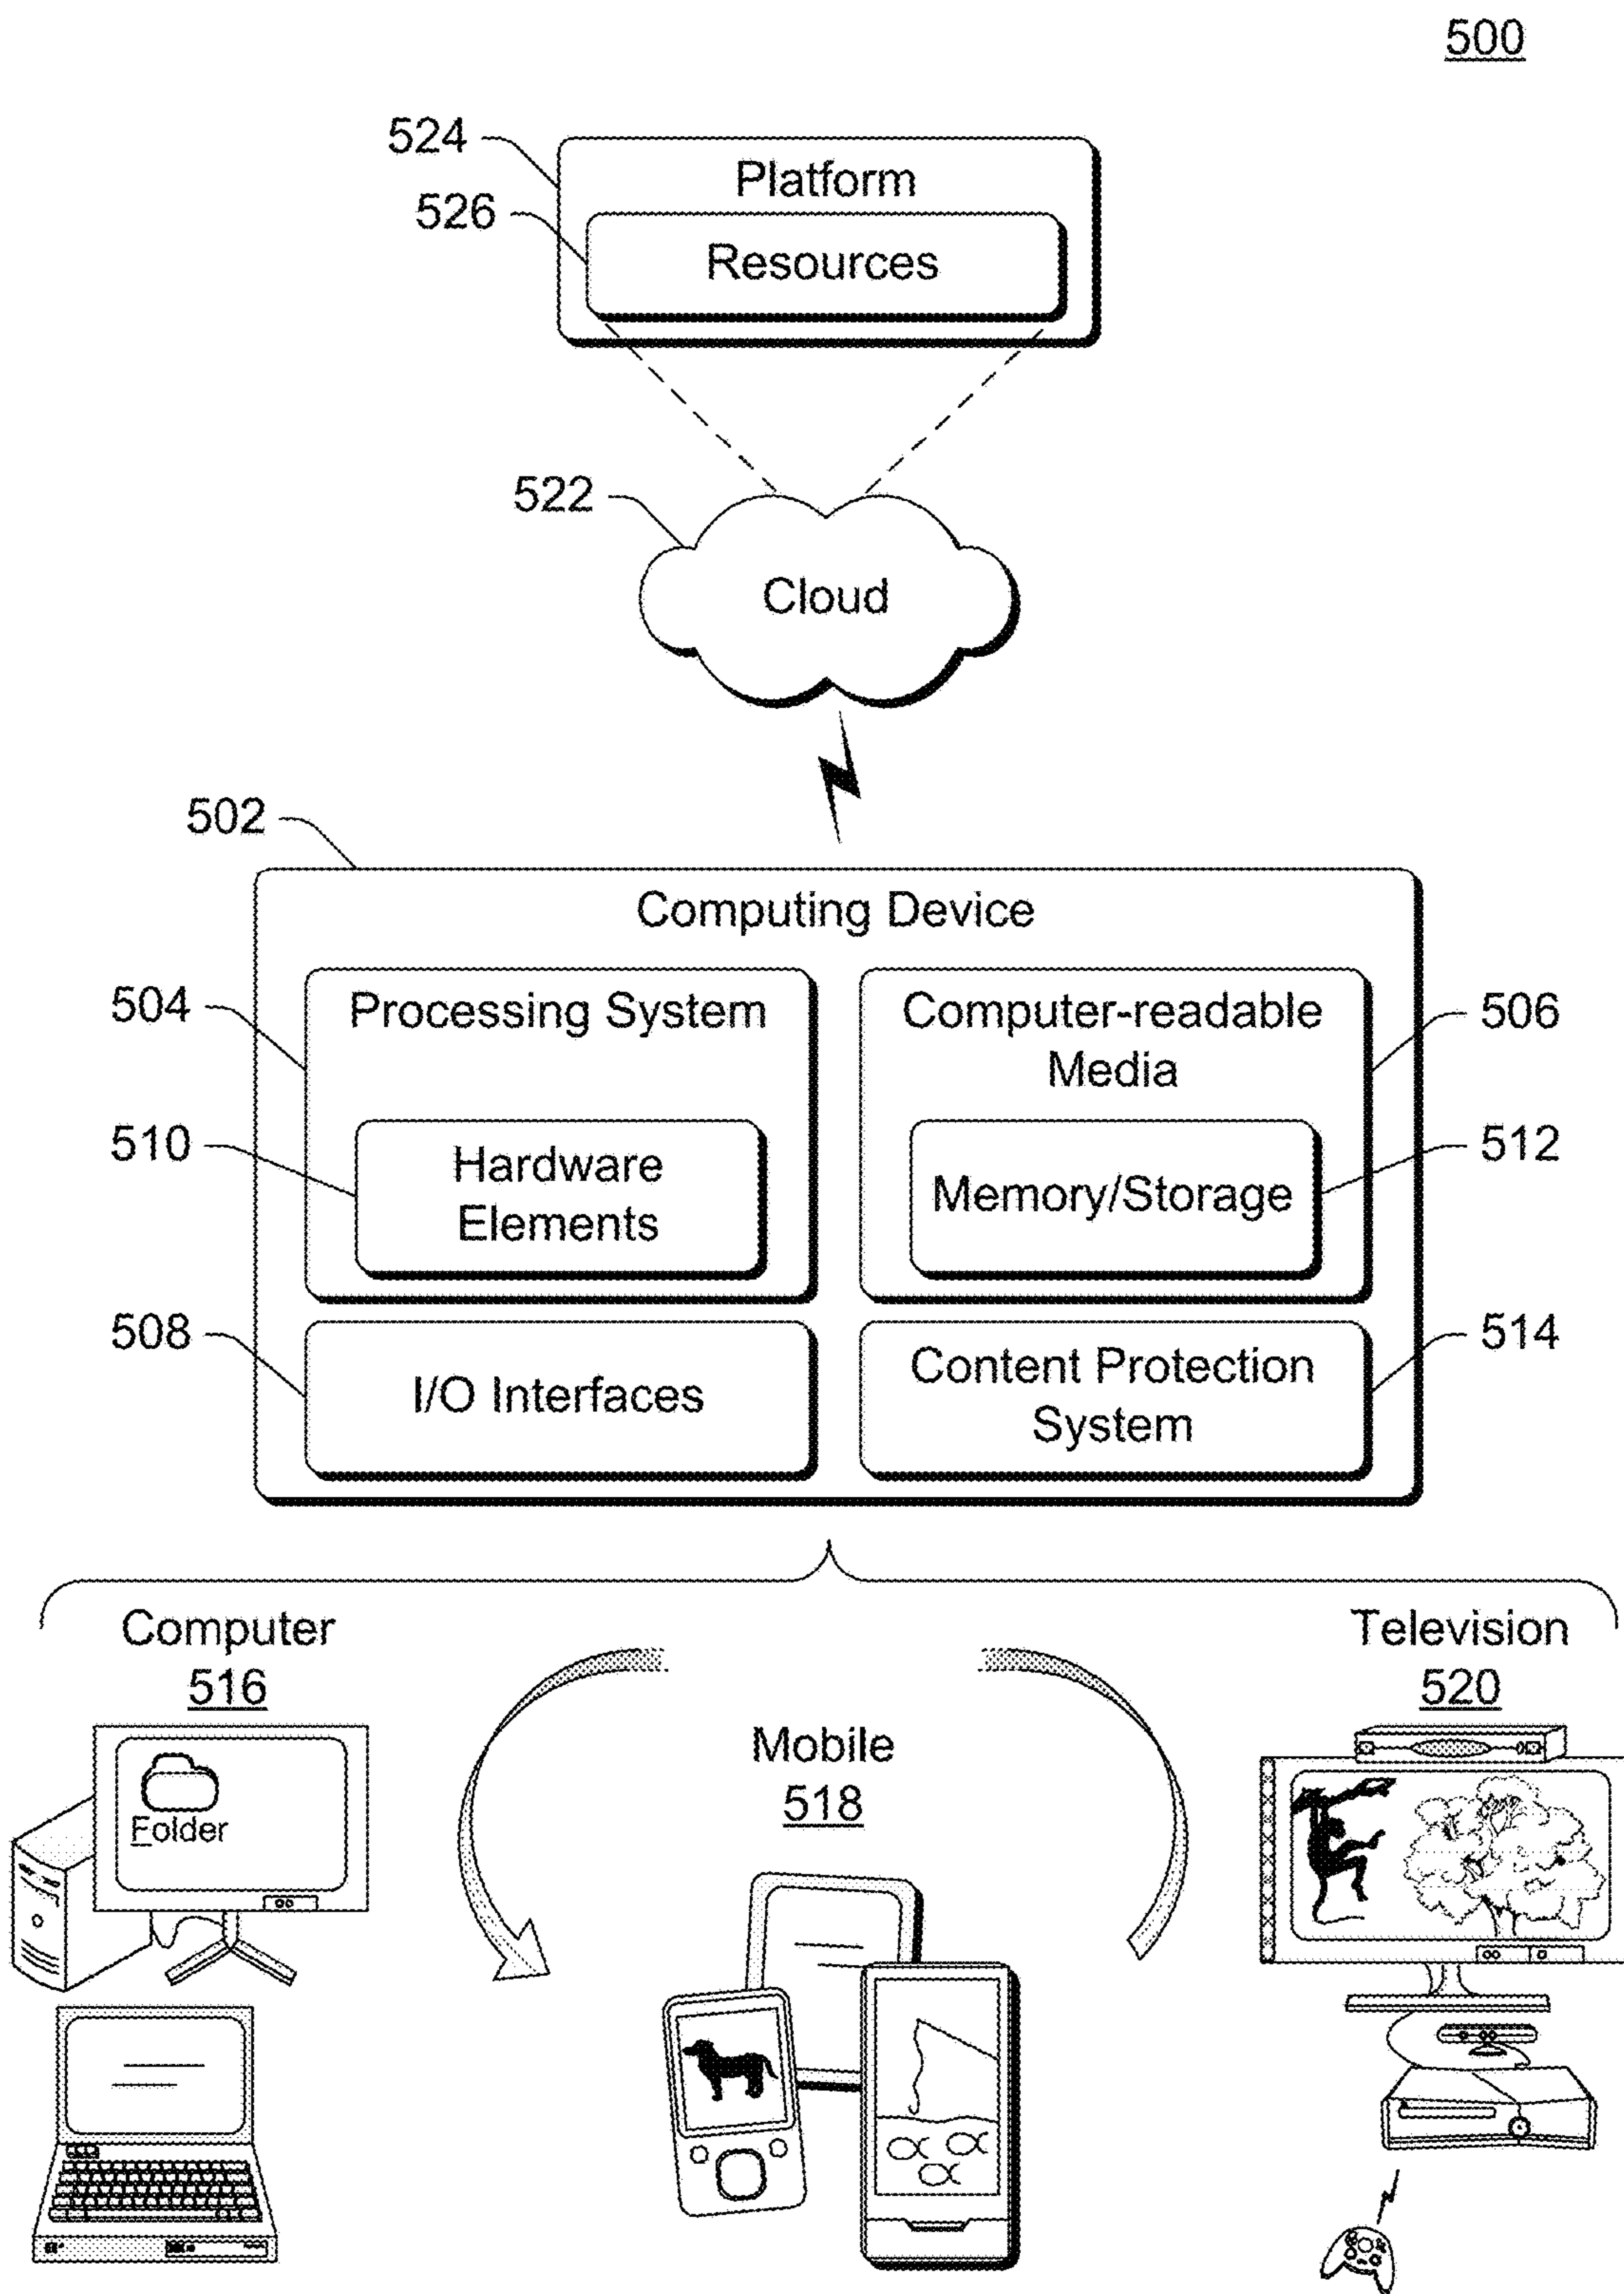 500
524
Platform
526
Resources
522
Cloud
502
Computing Device
504
Processing System
Computer-readable
Media
506
510
Hardware
Elements
Memory/Storage
512
508
I/O Interfaces
Content Protection
System
514
Computer
516
Folder
Mobile
518
Television
520